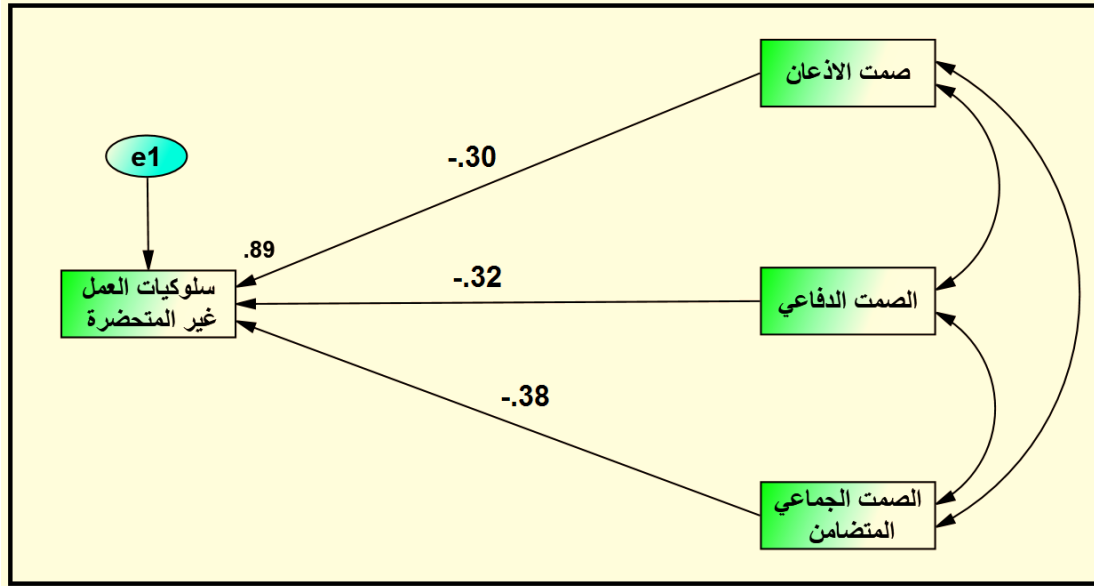 صمت الاذعان
e1
-.30
.89
سلوكيات العمل
غير المتحضرة
-.32
الصمت الدفاعي
-.38
الصمت الجماعي
المتضامن